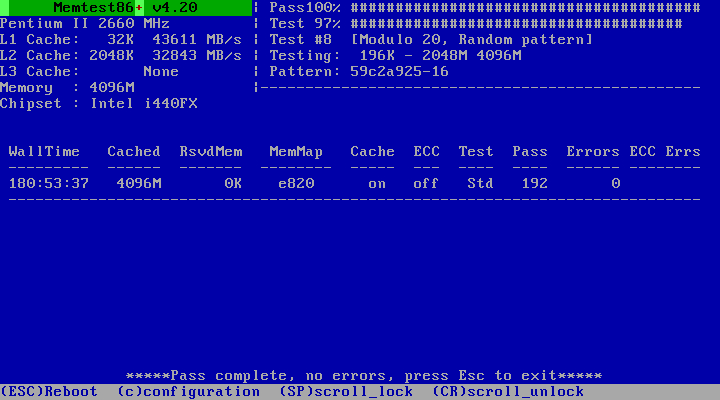 Memtest86+ v4.20 | Pass100% #######################################
Pentium II 2660 MHz | Test 97% #####################################
L1 Cache: 32K 43611 MB/s | Test #8 [Modulo 20, Random pattern]
L2 Cache: 2048K 32843 MB/s | Testing: 196K - 2048M 4096M
L3 Cache: None | Pattern: 59c2a925-16
Memory : 4096M |-------------------------------------------------
Chipset : Intel i440FX
WallTime Cached RsvdMem MemMap Cache ECC Test Pass Errors ECC Errs
--------- ------ ------- -------- ----- --- ---- ---- ------ --------
180:53:37 4096M 0K e820 on off Std 192 0
-----------------------------------------------------------------------------
*****Pass complete, no errors, press Esc to exit*****
(ESC)Reboot (c)configuration (SP)scroll_lock (CR)scroll_unlock